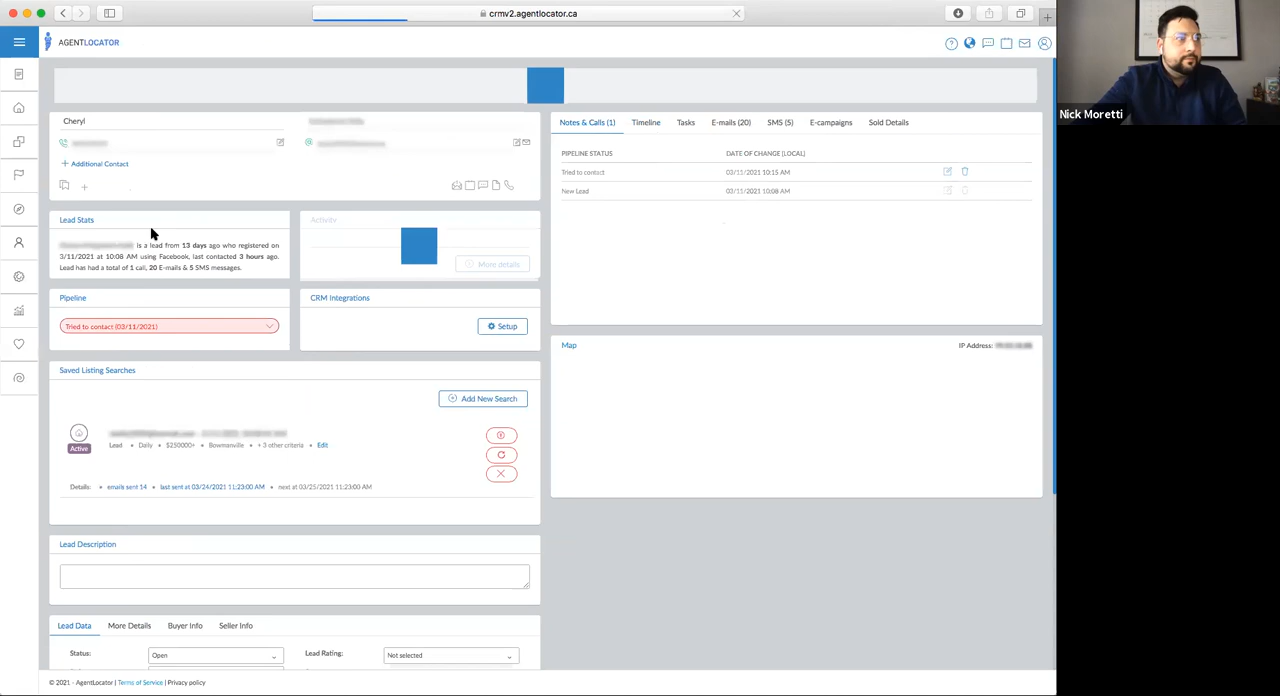 crmv2.agentlocator.ca
AGENTLOCATOR
Nick Moretti
Cheryl
+ Additional Contact
Lead Stats
is a lead from 13 days ago who registered on
3/11/2021 at 10:08 AM using Facebook, last contacted 3 hours ago.
Lead has had a total of 1 call, 20 E-mails & 5 SMS messages.
Activity
More details
Pipeline
Tried to contact (03/11/2021)
CRM Integrations
Setup
Saved Listing Searches
Add New Search
Active
Lead • Daily • $250000+ • Bowmanville • + 3 other criteria • Edit
Details: • emails sent 14 • last sent at 03/24/2021 11:23:00 AM • next at 03/25/2021 11:23:00 AM
Lead Description
Lead Data More Details Buyer Info Seller Info
Status: Open Lead Rating: Not selected
Notes & Calls (1) Timeline Tasks E-mails (20) SMS (5) E-campaigns Sold Details
PIPELINE STATUS DATE OF CHANGE [LOCAL]
Tried to contact 03/11/2021 10:15 AM
New Lead 03/11/2021 10:08 AM
Map IP Address:
© 2021 - AgentLocator | Terms of Service | Privacy policy